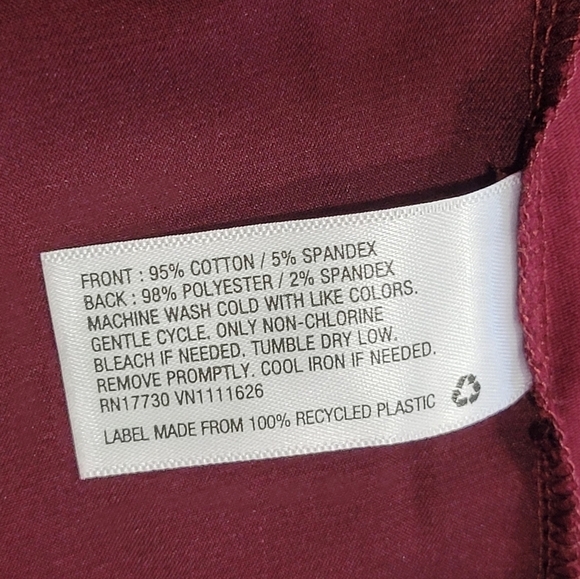 FRONT : 95% COTTON / 5% SPANDEX
BACK : 98% POLYESTER / 2% SPANDEX
MACHINE WASH COLD WITH LIKE COLORS.
GENTLE CYCLE. ONLY NON-CHLORINE
BLEACH IF NEEDED. TUMBLE DRY LOW.
REMOVE PROMPTLY. COOL IRON IF NEEDED.
RN17730 VN1111626
LABEL MADE FROM 100% RECYCLED PLASTIC